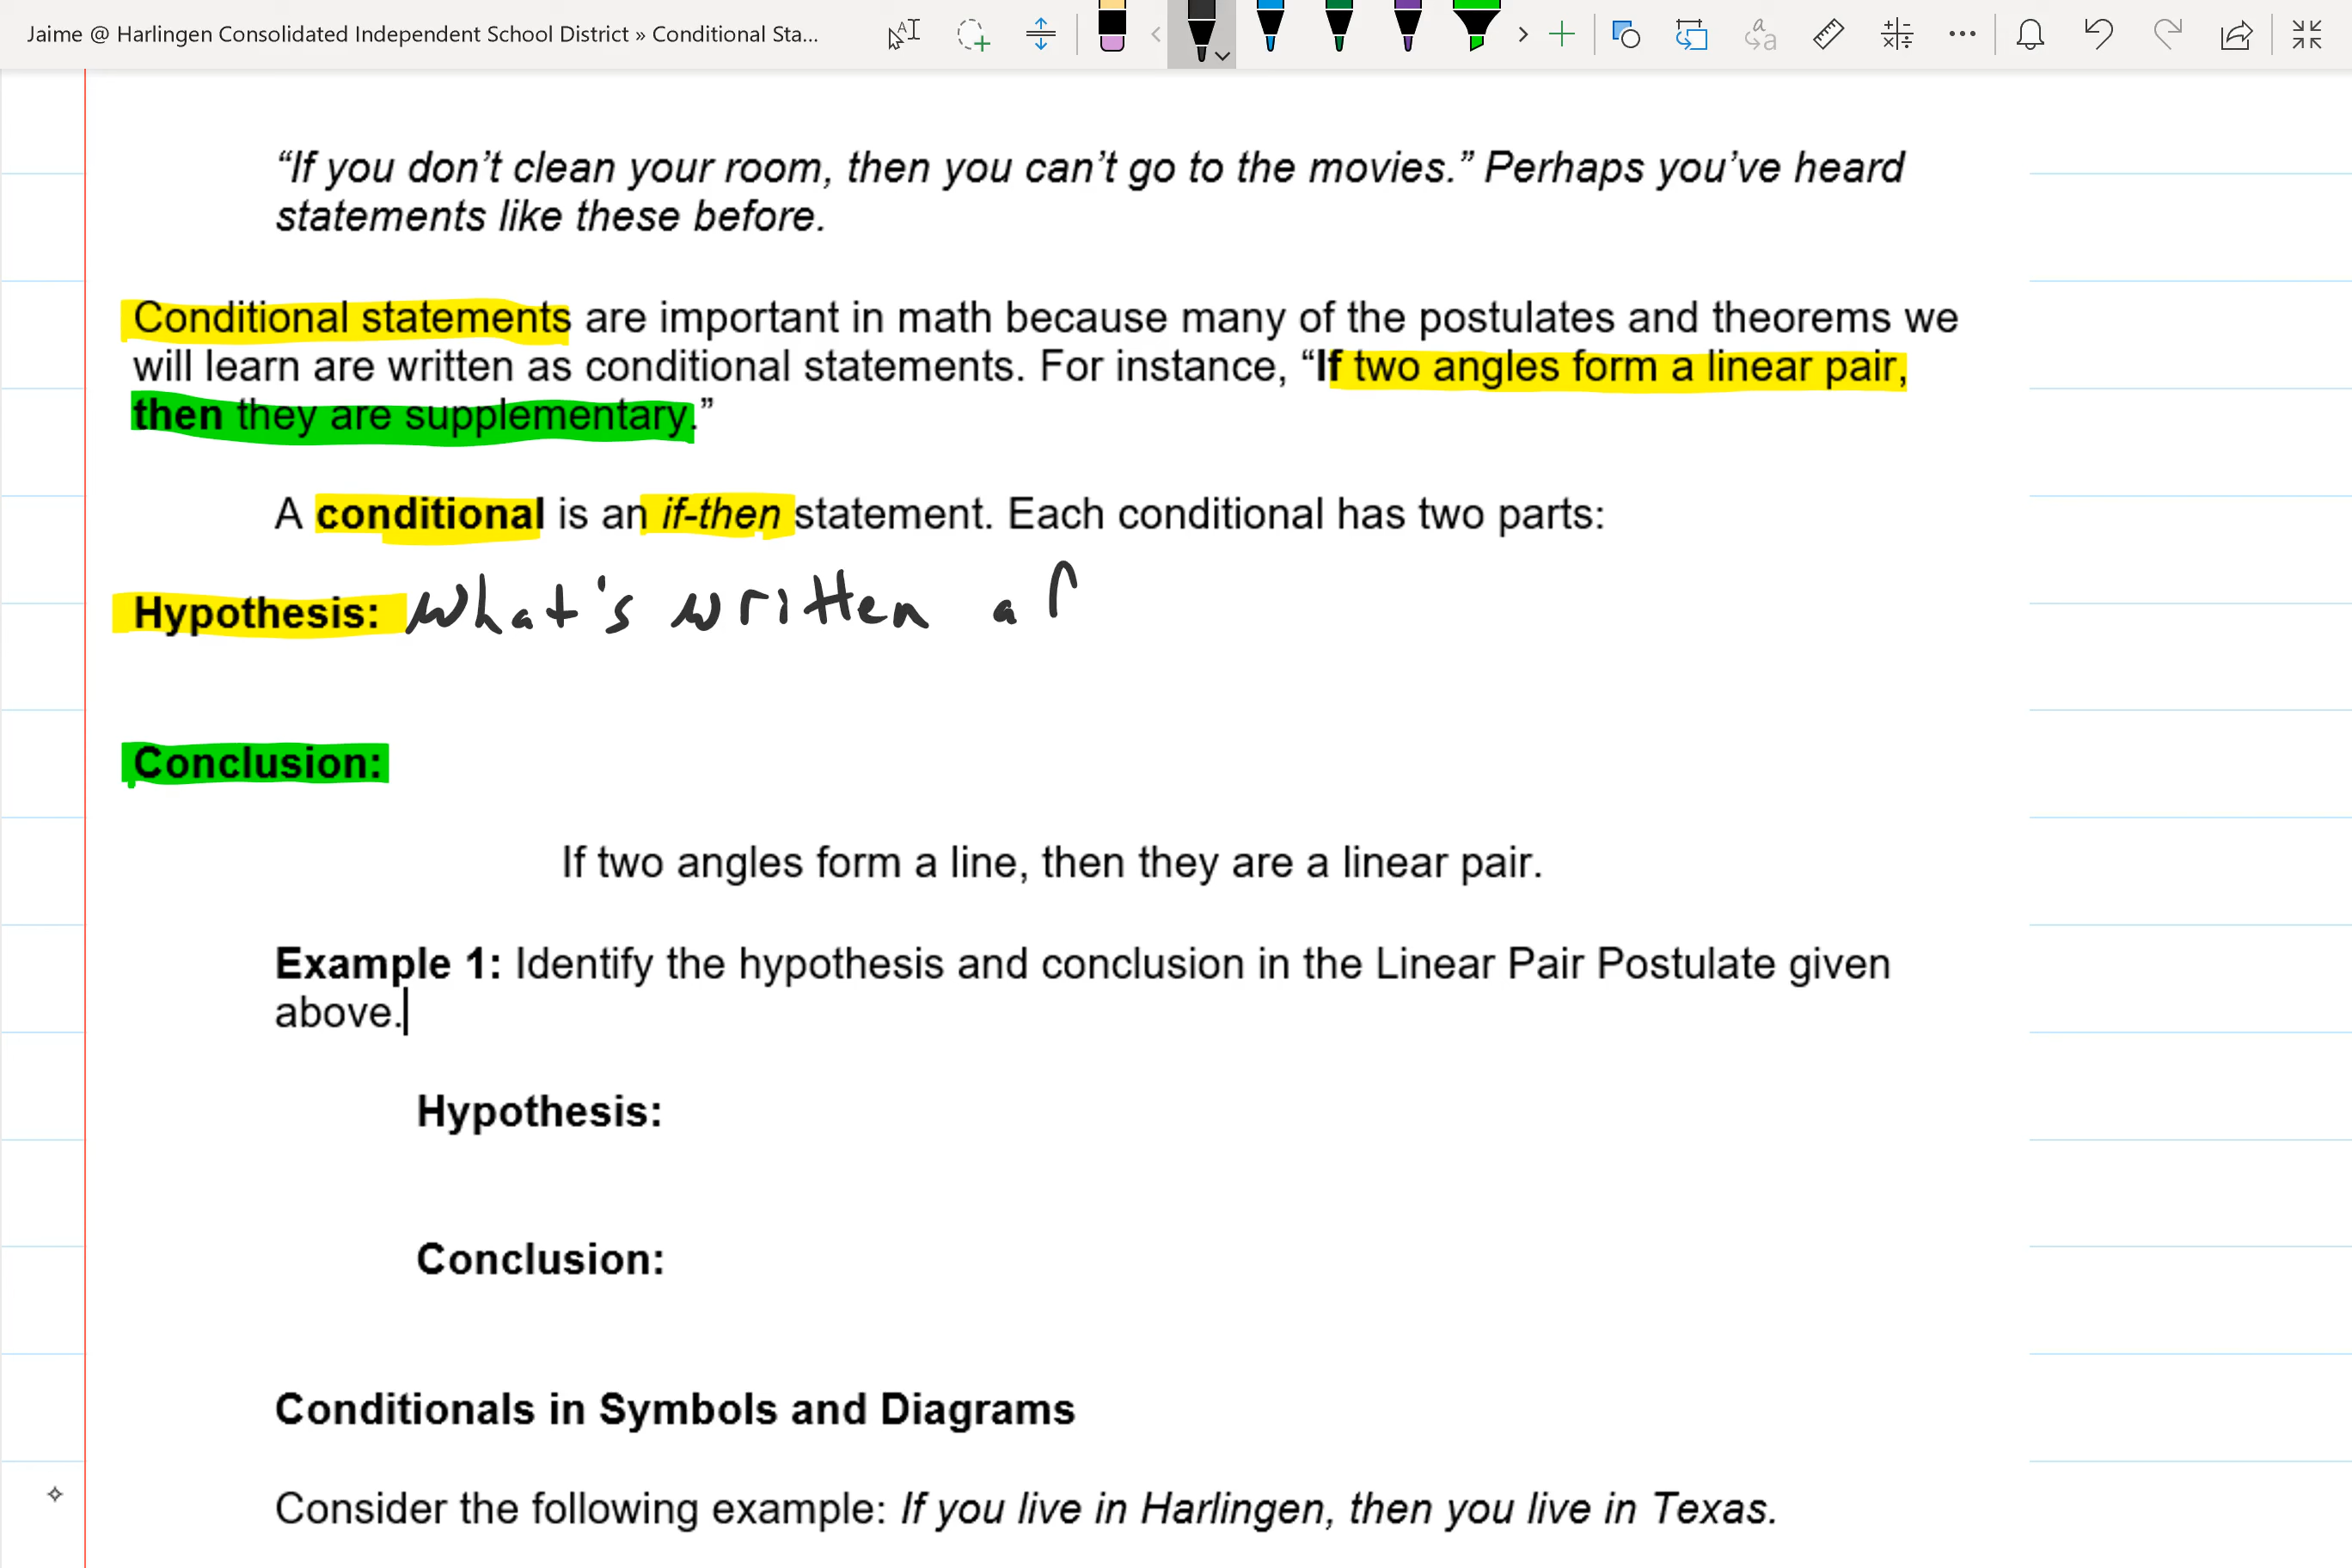 Jaime @ Harlingen Consolidated Independent School District » Conditional Sta...
“If you don’t clean your room, then you can’t go to the movies.” Perhaps you’ve heard
statements like these before.
Conditional statements are important in math because many of the postulates and theorems we
will learn are written as conditional statements. For instance, “If two angles form a linear pair,
then they are supplementary.”
A conditional is an if-then statement. Each conditional has two parts:
Hypothesis: what's written
Conclusion:
If two angles form a line, then they are a linear pair.
Example 1: Identify the hypothesis and conclusion in the Linear Pair Postulate given
above.
Hypothesis:
Conclusion:
Conditionals in Symbols and Diagrams
Consider the following example: If you live in Harlingen, then you live in Texas.